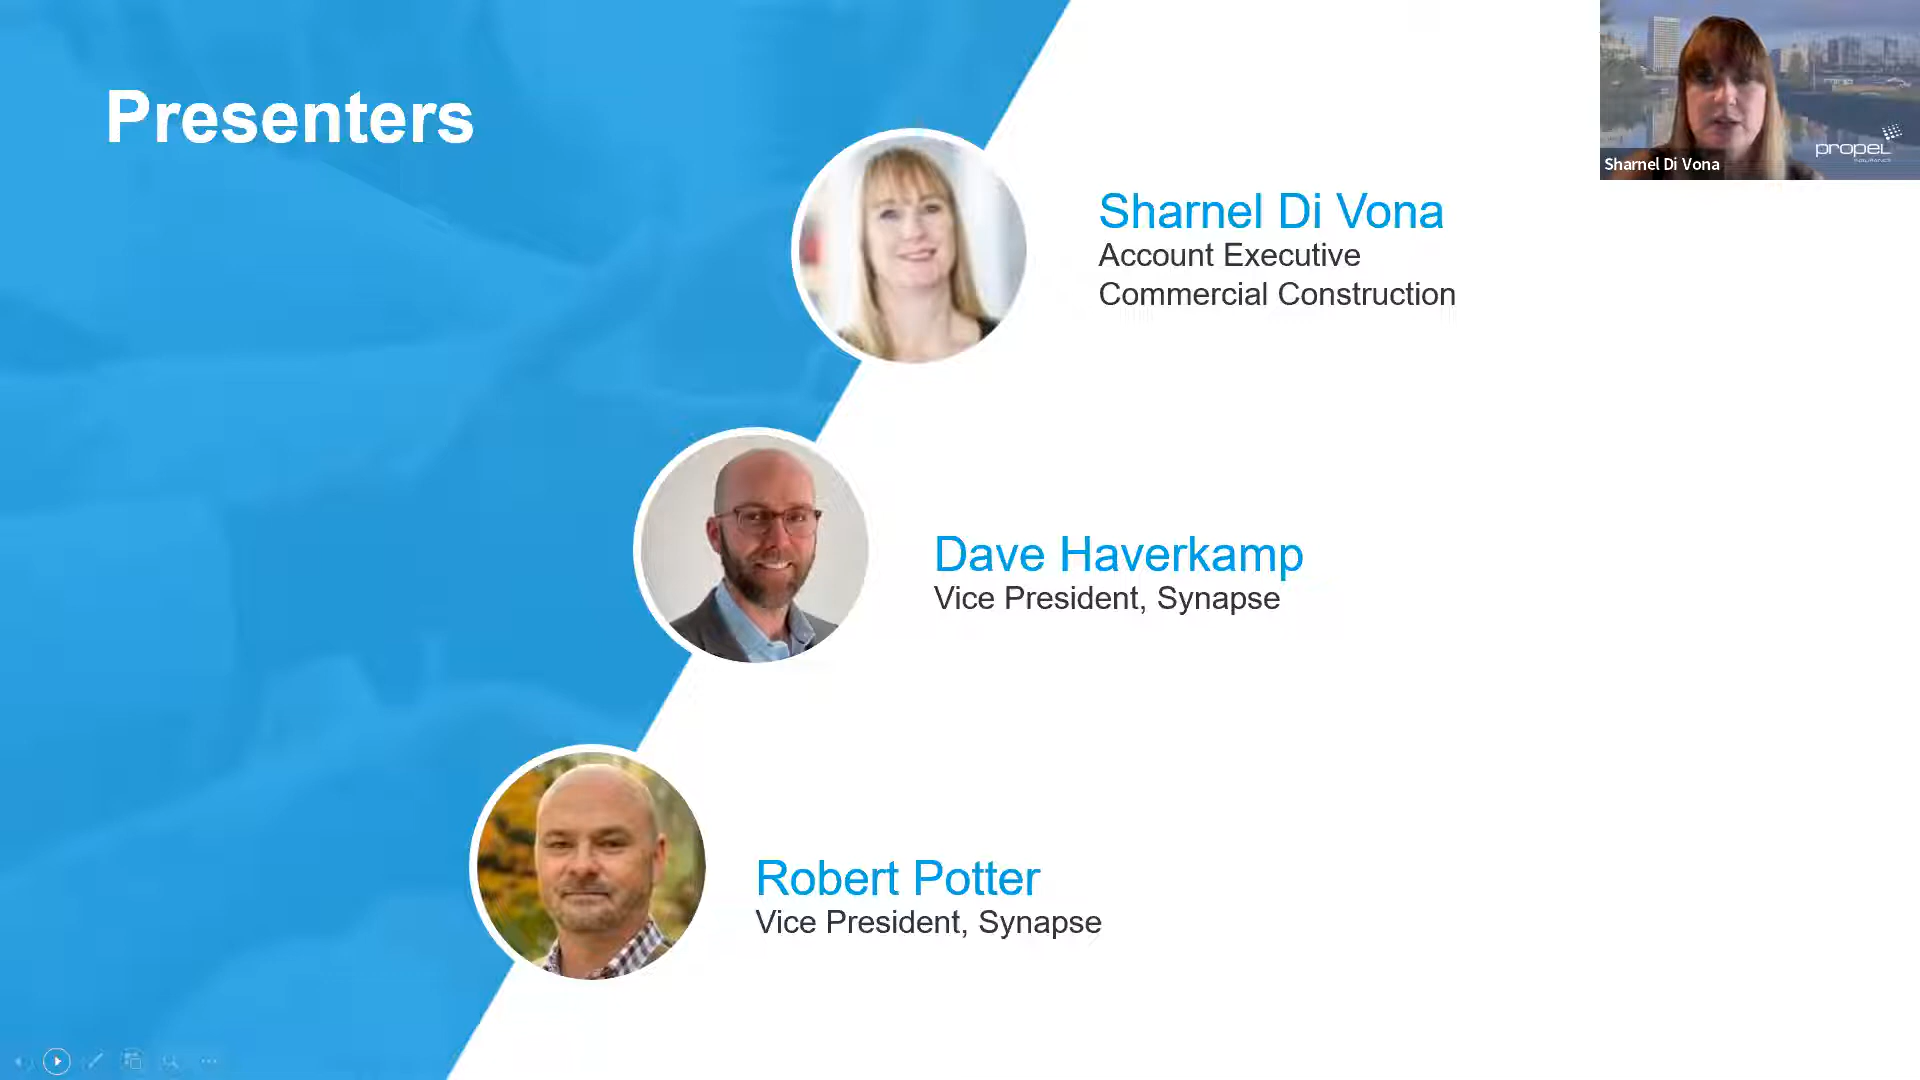 Presenters
Sharnel Di Vona
Account Executive
Commercial Construction
Dave Haverkamp
Vice President, Synapse
Robert Potter
Vice President, Synapse
propel
Sharnel Di Vona